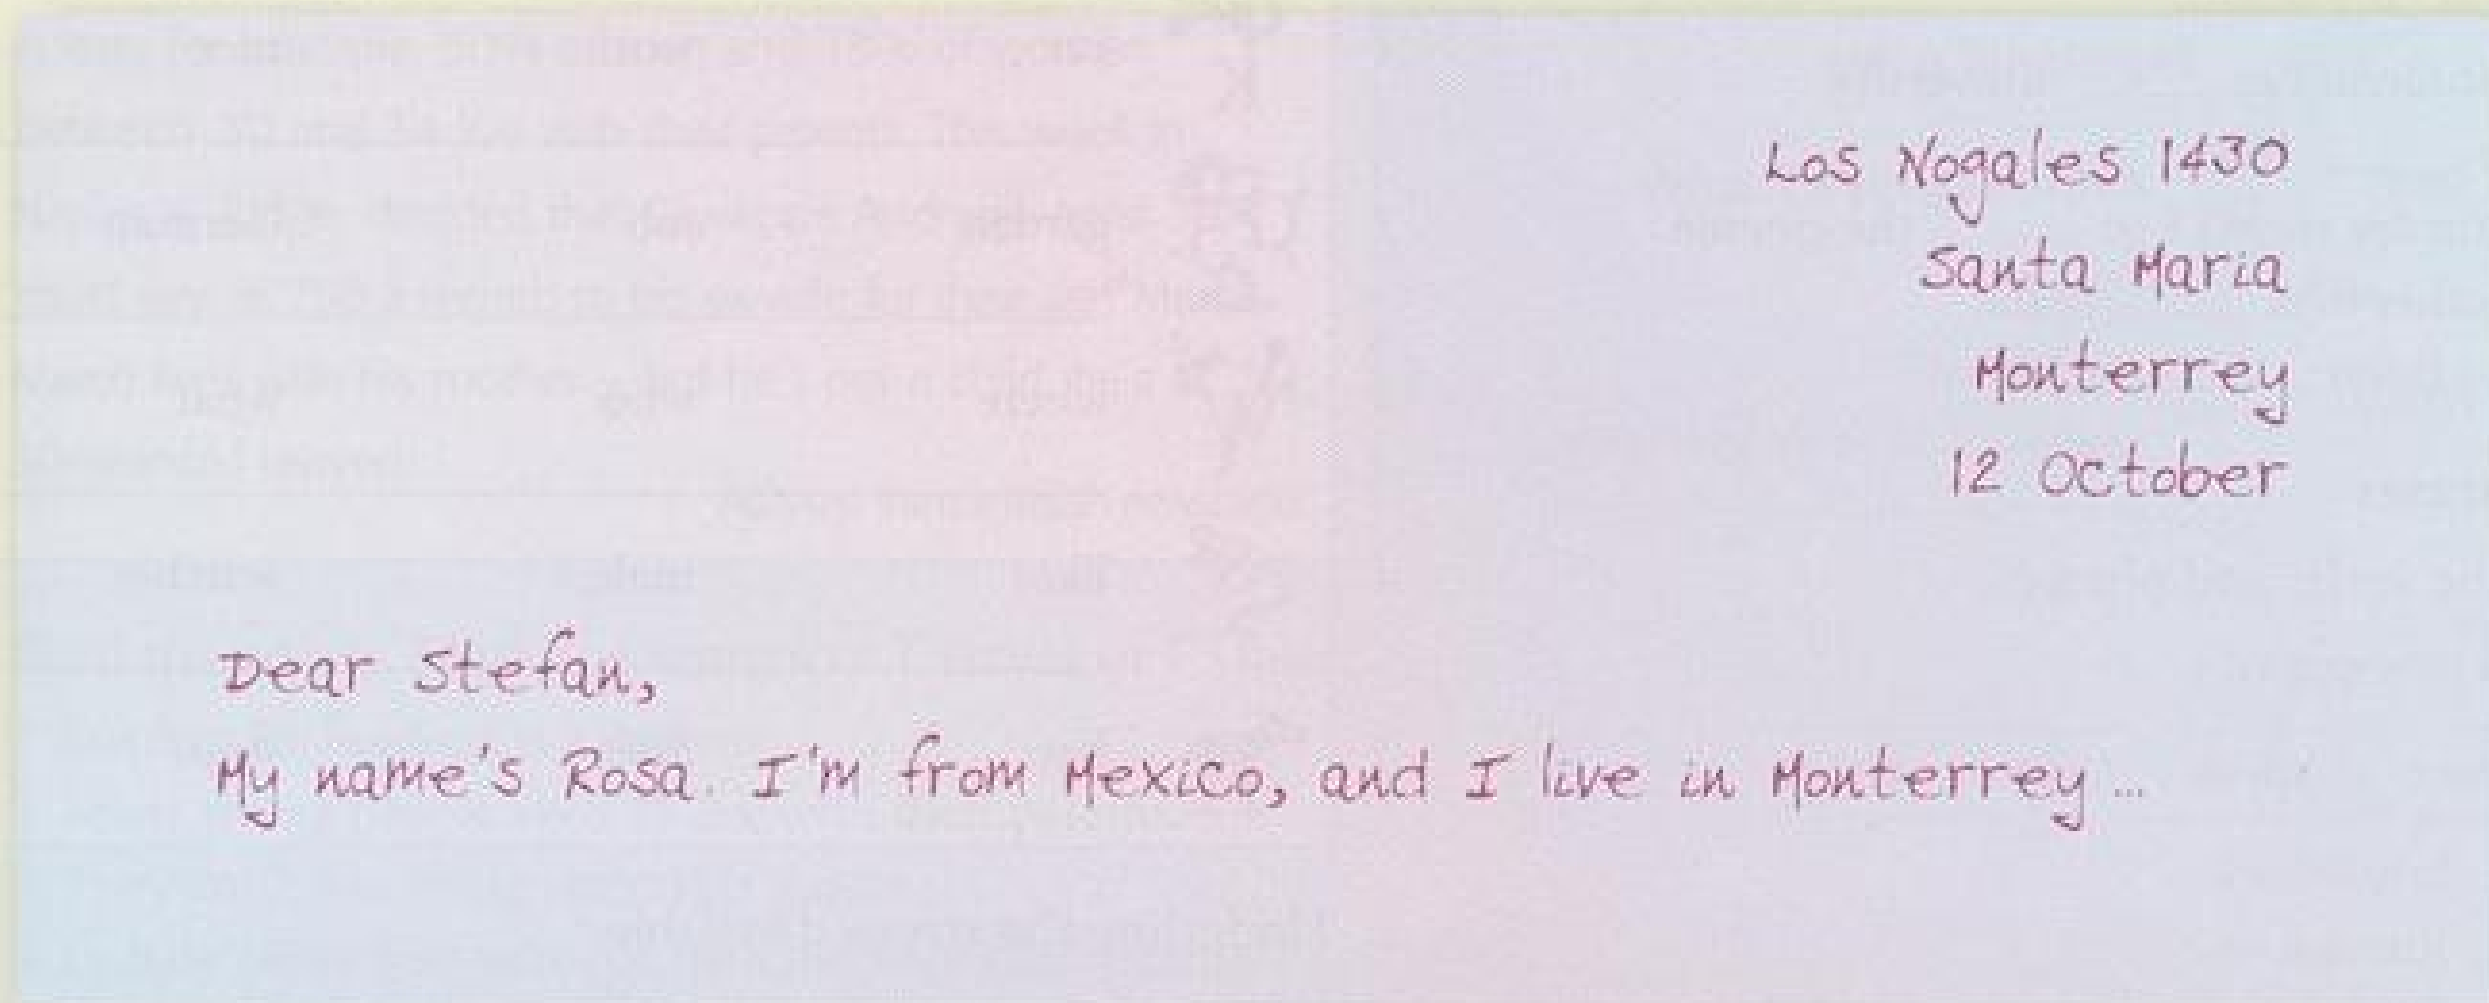 Los Nogales 1430
Santa Maria
Monterrey
12 October
Dear Stefan,
My name's Rosa. I'm from Mexico, and I live in Monterrey...